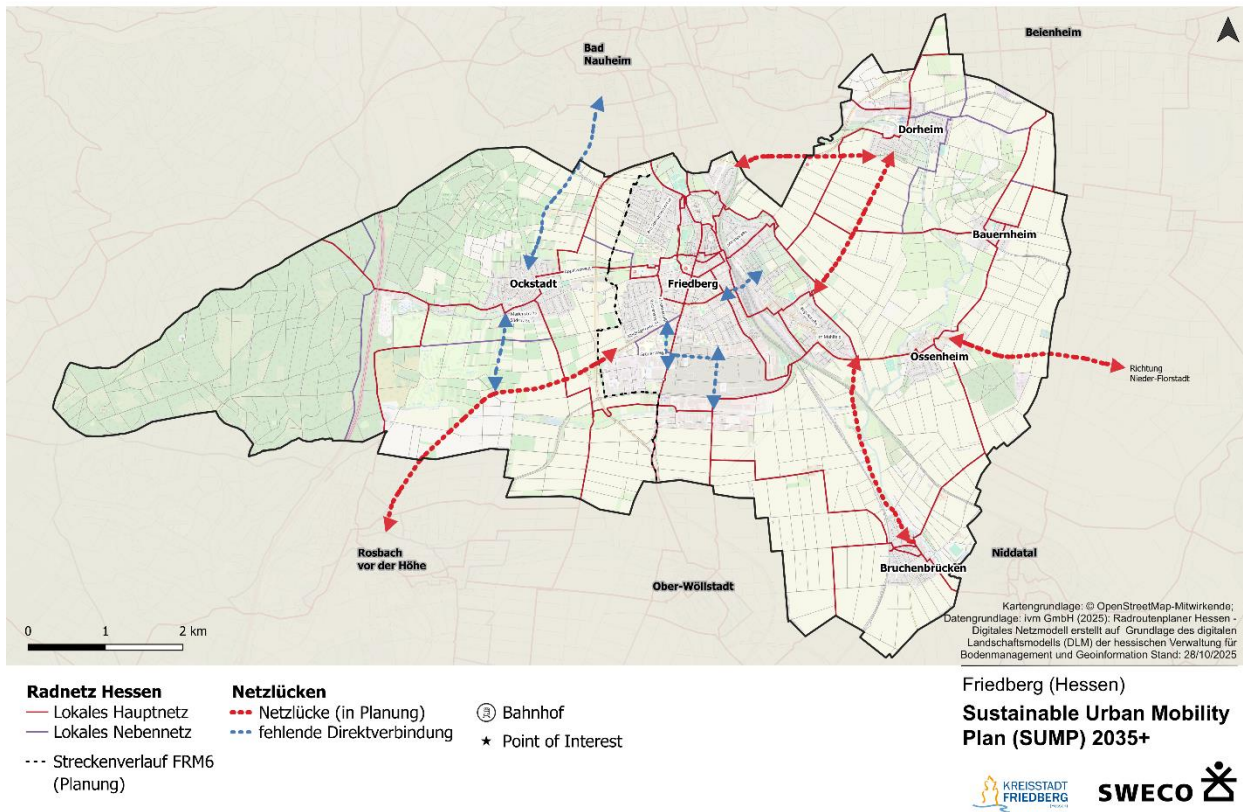 Beienheim
Bad
Nauheim
Dorheim
Bauernheim
Ockstadt
Friedberg
Ossenheim
Richtung
Nieder-Florstadt
Rosbach
vor der Höhe
Ober-Wöllstadt
Niddatal
Bruchenbrücken
0 1 2 km
Kartengrundlage: © OpenStreetMap-Mitwirkende;
Datengrundlage: ivm GmbH (2025): Radroutenplaner Hessen -
Digitales Netzmodell erstellt auf Grundlage des digitalen
Landschaftsmodells (DLM) der hessischen Verwaltung für
Bodenmanagement und Geoinformation Stand: 28/10/2025
Radnetz Hessen
Lokales Hauptnetz
Lokales Nebennetz
Streckenverlauf FRM6
(Planung)
Netzlücken
Netzlücke (in Planung)
fehlende Direktverbindung
Bahnhof
Point of Interest
Friedberg (Hessen)
Sustainable Urban Mobility
Plan (SUMP) 2035+
KREISSTADT
FRIEDBERG
SWECO